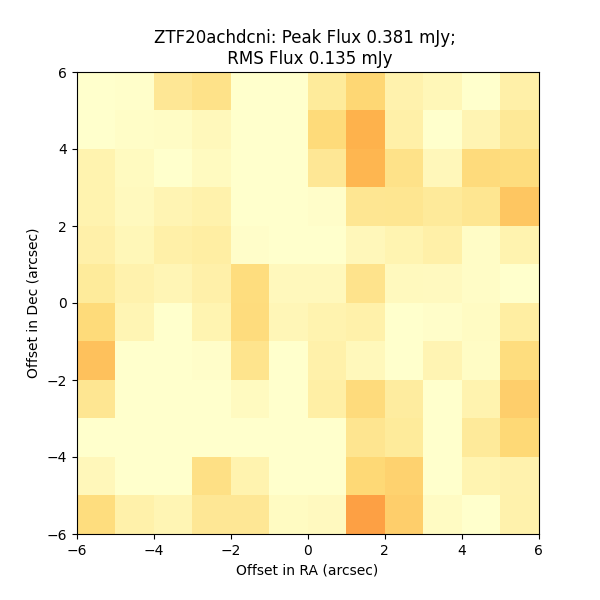 ZTF20achdcni: Peak Flux 0.381 mJy;
RMS Flux 0.135 mJy
6
4
2
0
−2
−4
−6
Offset in Dec (arcsec)
−6 −4 −2 0 2 4 6
Offset in RA (arcsec)